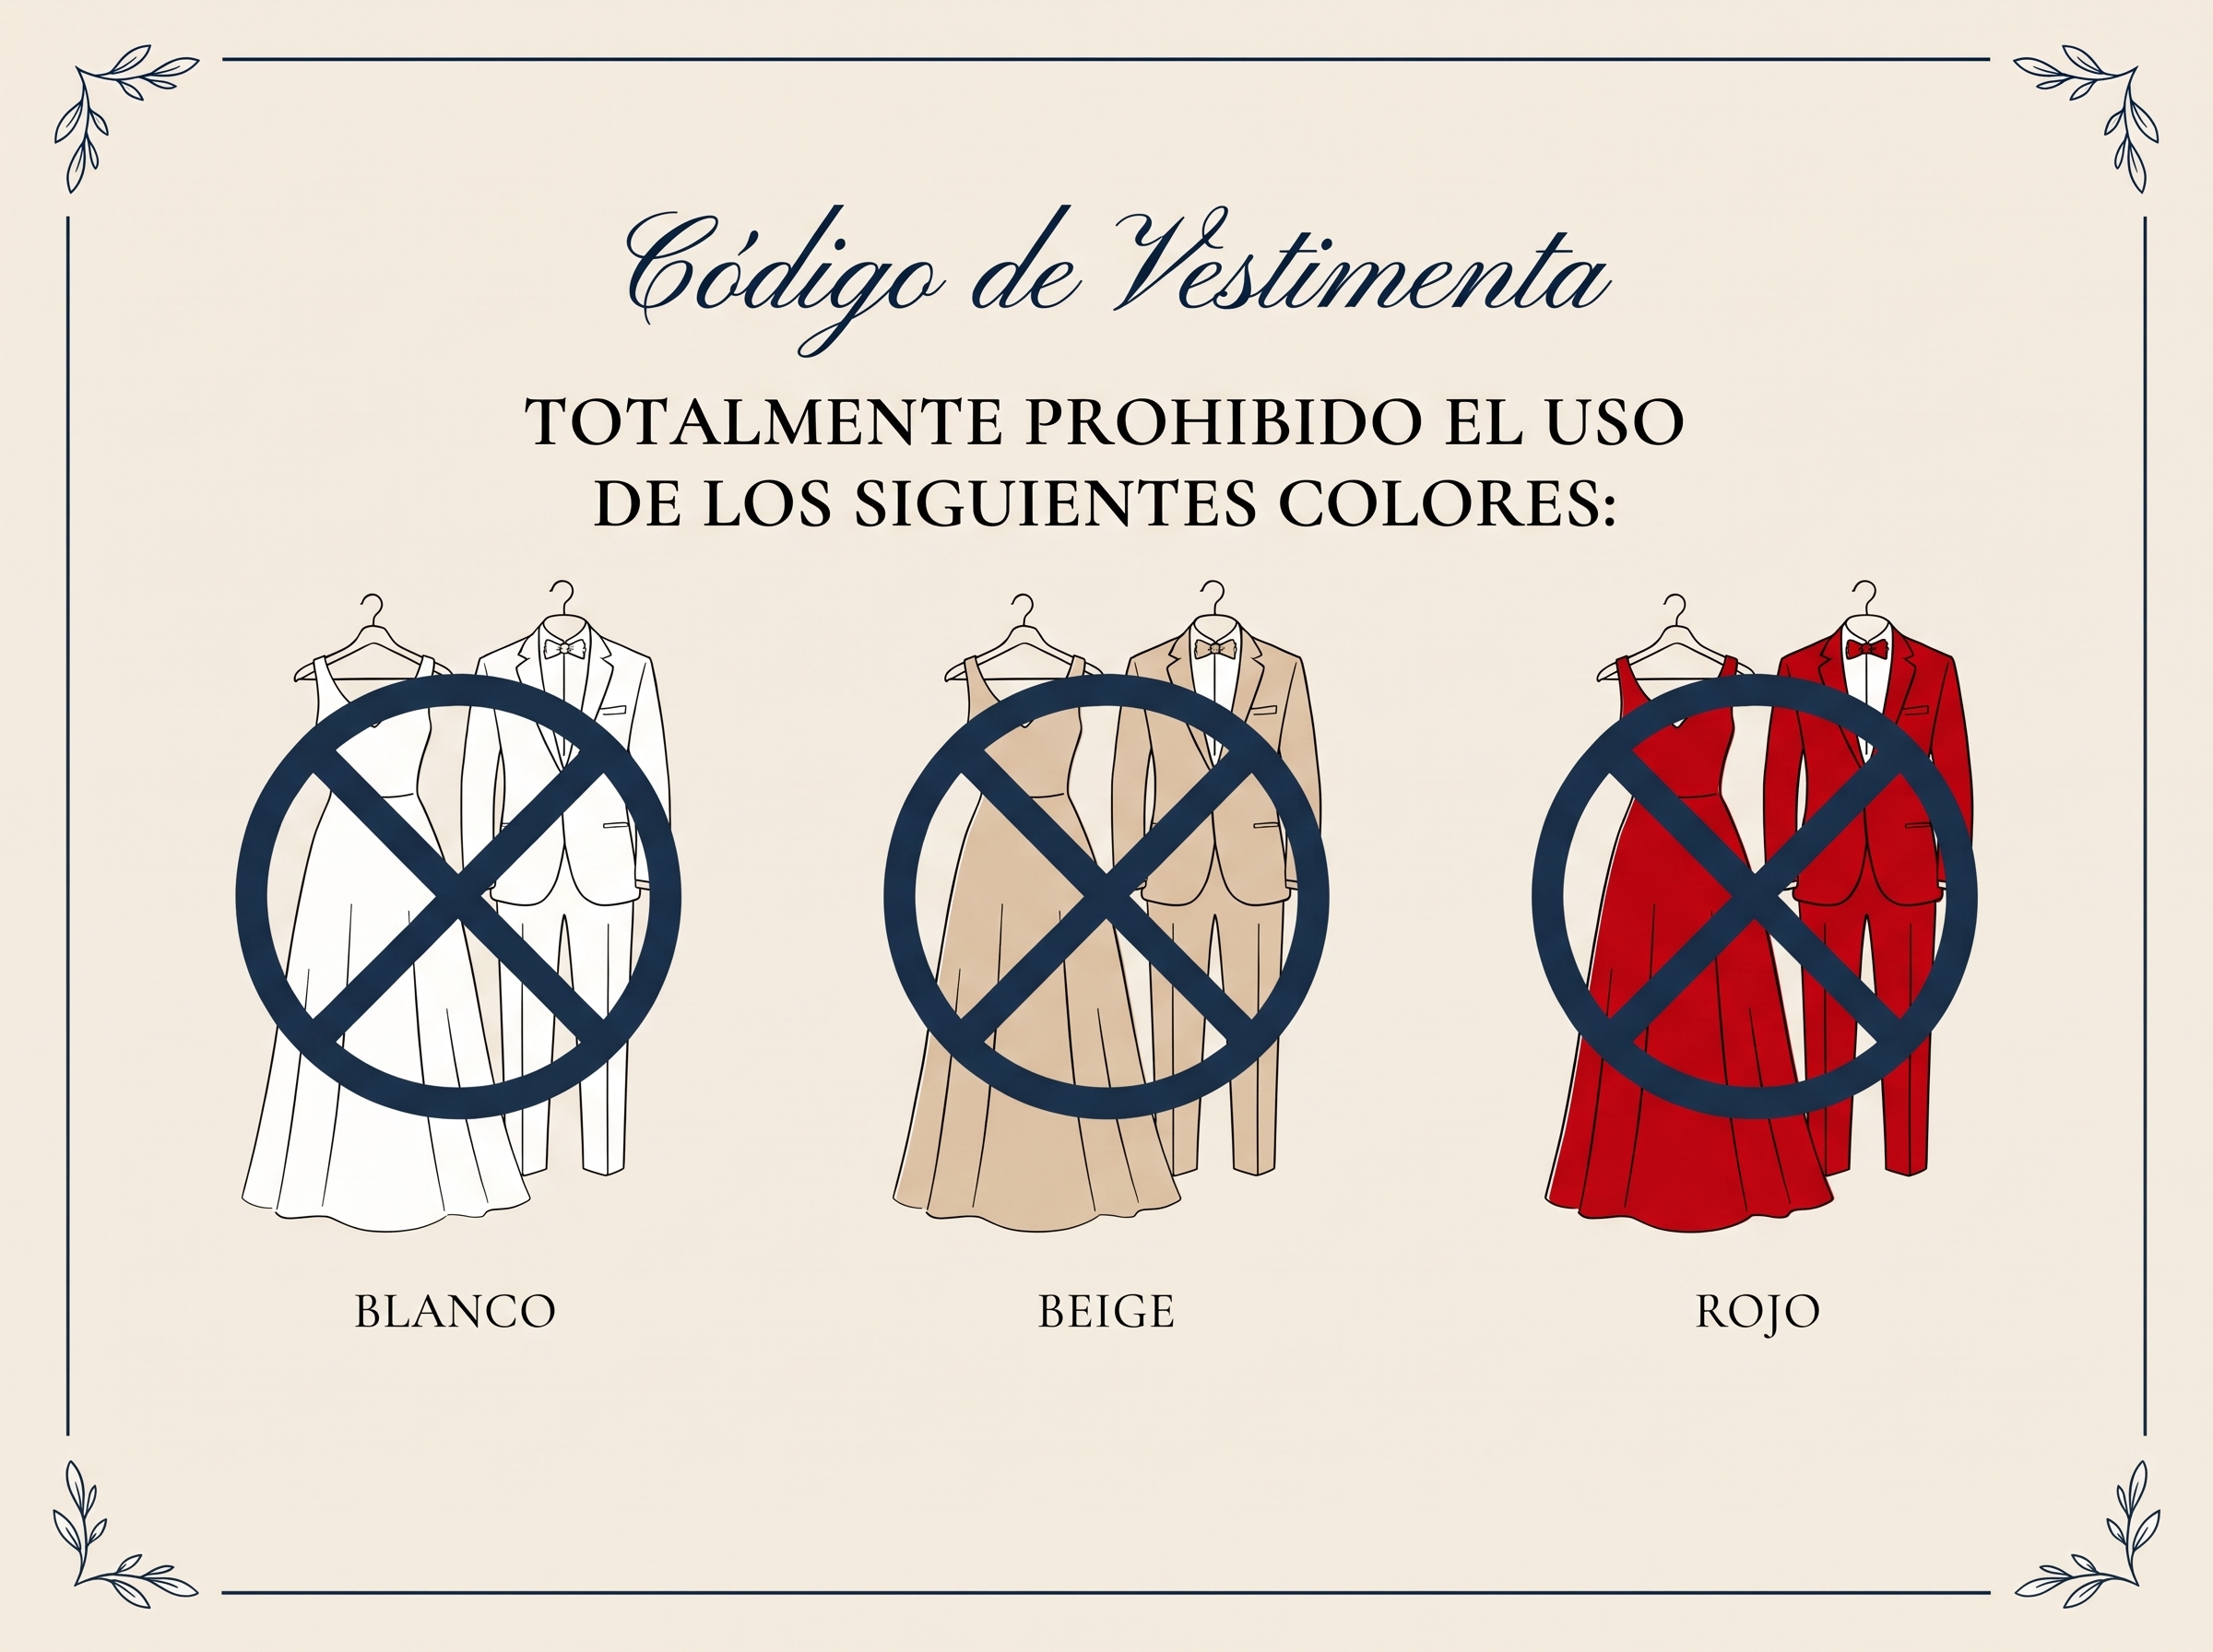 Código de Vestimenta
TOTALMENTE PROHIBIDO EL USO
DE LOS SIGUIENTES COLORES:
BLANCO
BEIGE
ROJO